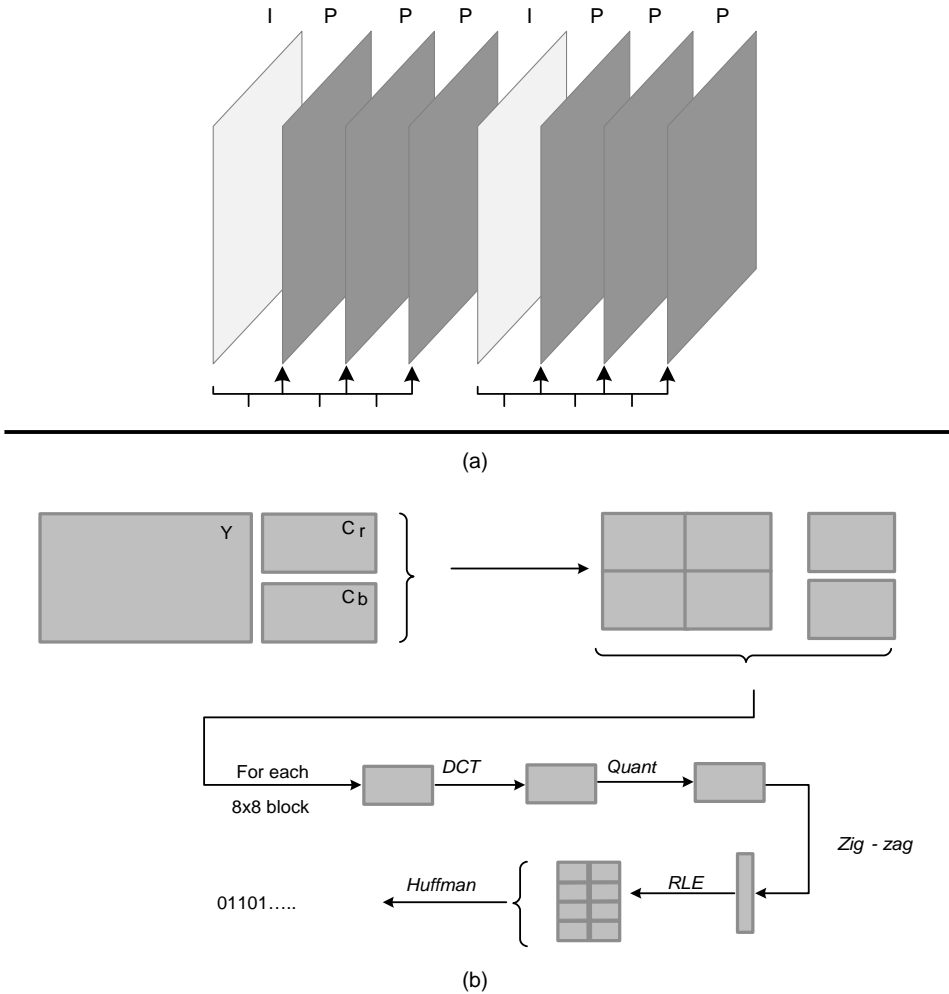 I P P P I P P P
(a)
Y
C r
C b
For each
8x8 block
DCT
Quant
Zig - zag
RLE
Huffman
01101…..
(b)